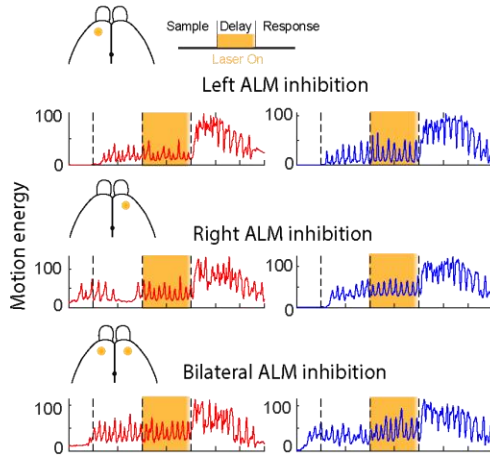 Sample Delay Response
Laser On
Left ALM inhibition
100
0
100
0
Right ALM inhibition
100
0
100
0
Bilateral ALM inhibition
100
0
100
0
Motion energy